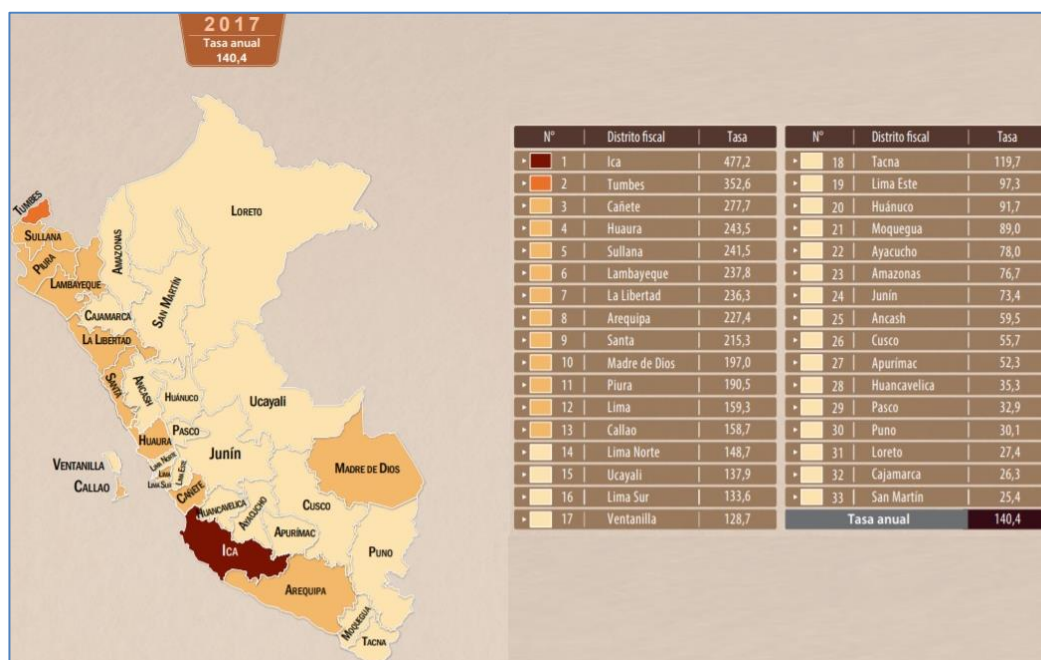 2017
Tasa anual
140,4
TUMBES
SULLANA
PIURA
LAMBAYEQUE
AMAZONAS
LORETO
CAJAMARCA
SAN MARTÍN
LA LIBERTAD
SANTA
ANCASH
HUÁNUCO
Ucayali
HUAURA
PASCO
Junín
VENTANILLA
CALLAO
LIMA NORTE
LIMA
LIMA SUR
LIMA ESTE
CAÑETE
MADRE DE DIOS
HUANCAVELICA
AYACUCHO
CUSCO
APURÍMAC
ICA
PUNO
AREQUIPA
MOQUEGUA
TACNA
N° Distrito fiscal Tasa
1 Ica 477,2
2 Tumbes 352,6
3 Cañete 277,7
4 Huaura 243,5
5 Sullana 241,5
6 Lambayeque 237,8
7 La Libertad 236,3
8 Arequipa 227,4
9 Santa 215,3
10 Madre de Dios 197,0
11 Piura 190,5
12 Lima 159,3
13 Callao 158,7
14 Lima Norte 148,7
15 Ucayali 137,9
16 Lima Sur 133,6
17 Ventanilla 128,7
N° Distrito fiscal Tasa
18 Tacna 119,7
19 Lima Este 97,3
20 Huánuco 91,7
21 Moquegua 89,0
22 Ayacucho 78,0
23 Amazonas 76,7
24 Junín 73,4
25 Ancash 59,5
26 Cusco 55,7
27 Apurímac 52,3
28 Huancavelica 35,3
29 Pasco 32,9
30 Puno 30,1
31 Loreto 27,4
32 Cajamarca 26,3
33 San Martín 25,4
Tasa anual 140,4